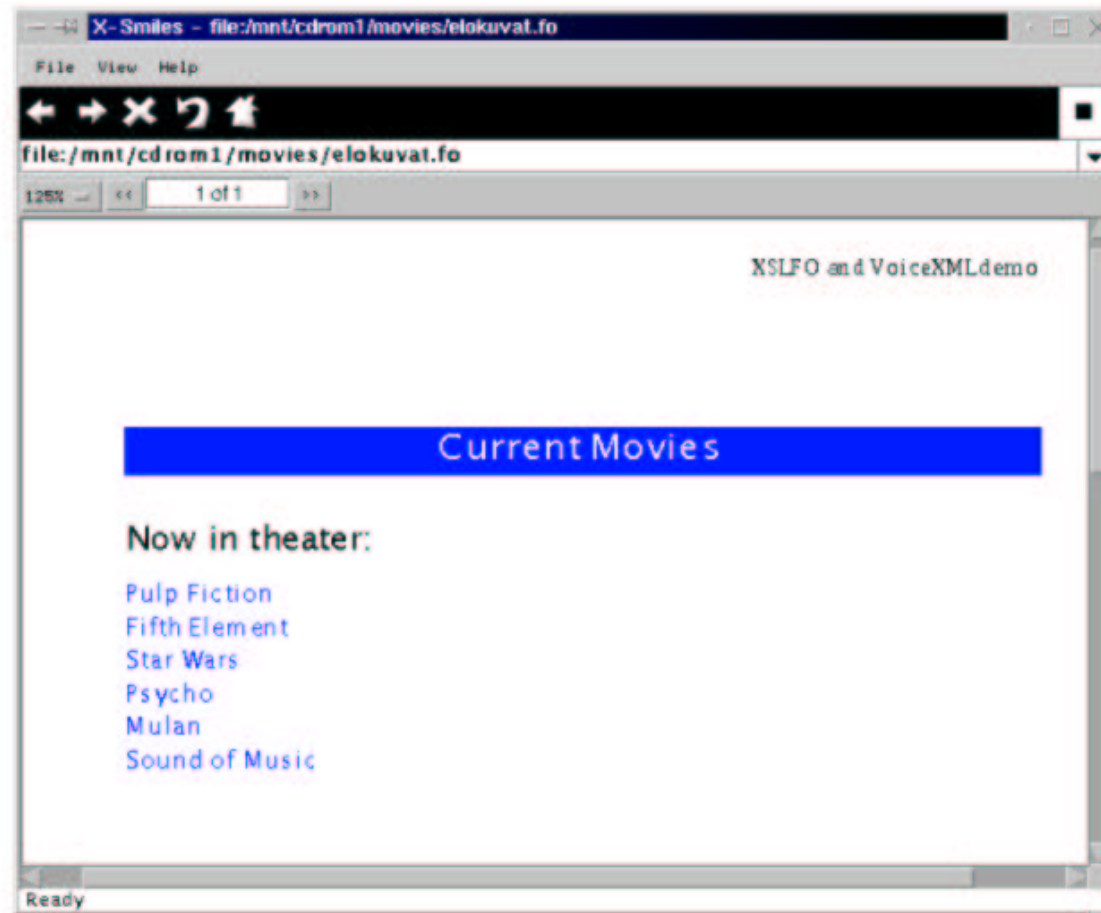 X-Smiles - file:/mnt/cdrom1/movies/elokuvat.fo
File View Help
file:/mnt/cdrom1/movies/elokuvat.fo
125% << 1 of 1 >>
XSLFO and VoiceXML demo
Current Movies
Now in theater:
Pulp Fiction
Fifth Element
Star Wars
Psycho
Mulan
Sound of Music
Ready